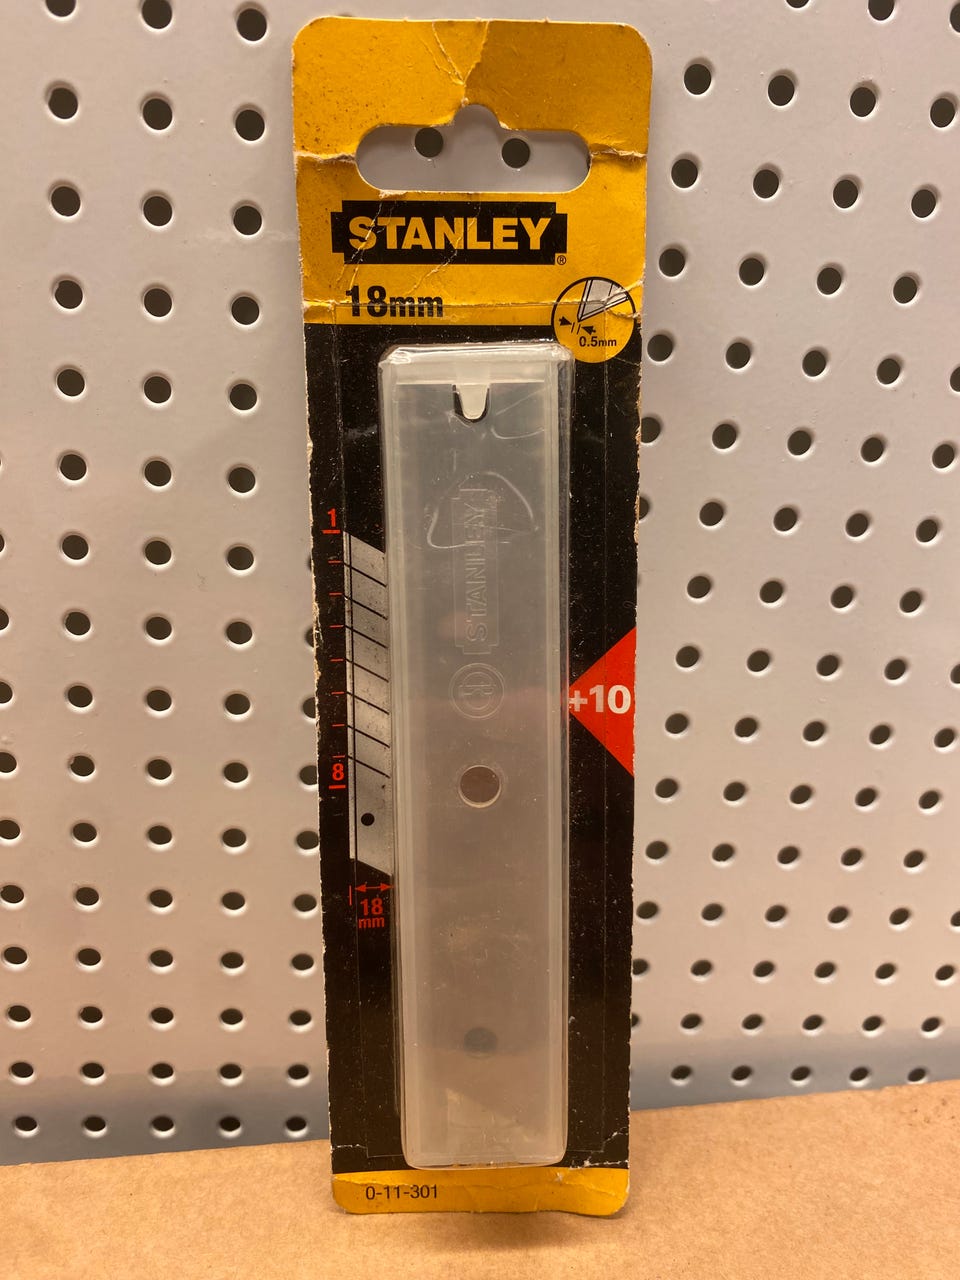 STANLEY
®
18mm
0.5mm
1
STANLEY
+10
8
18
mm
0-11-301